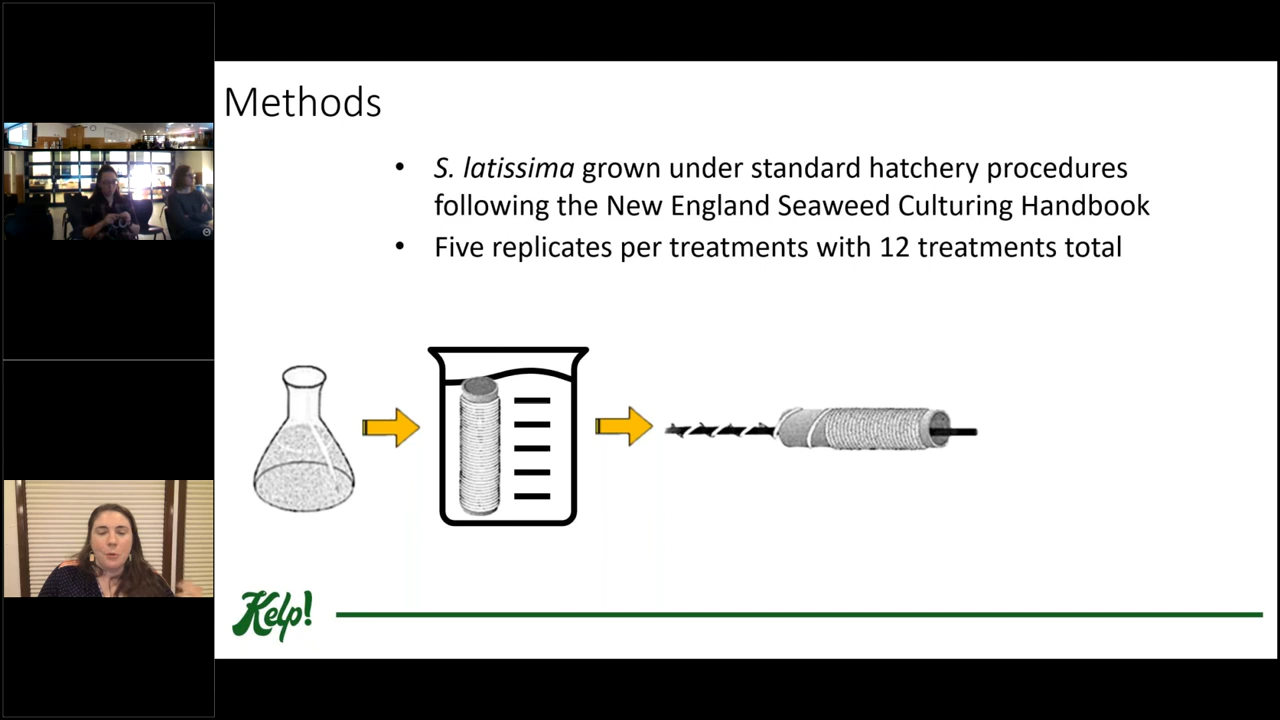 Methods
• S. latissima grown under standard hatchery procedures
following the New England Seaweed Culturing Handbook
• Five replicates per treatments with 12 treatments total
Kelp!